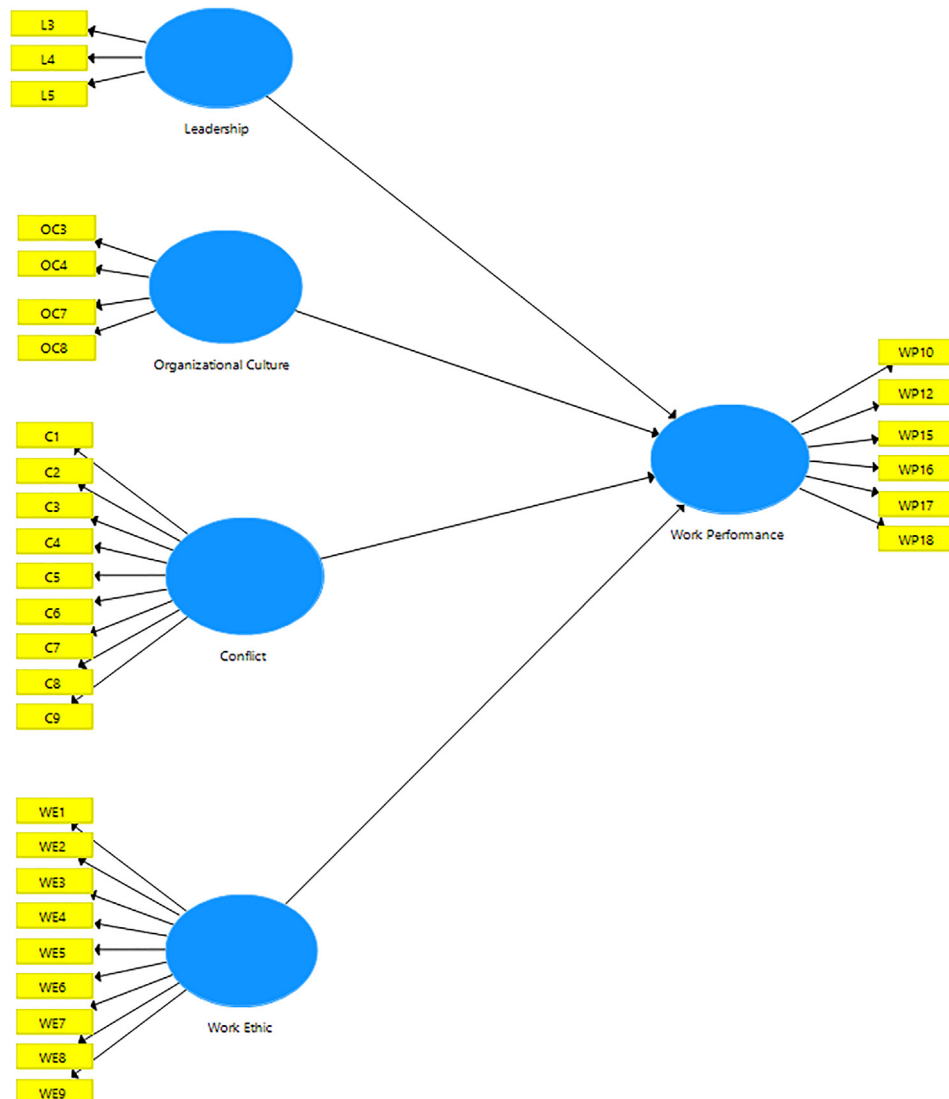 L3
L4
L5
Leadership
OC3
OC4
OC7
OC8
Organizational Culture
C1
C2
C3
C4
C5
C6
C7
C8
C9
Conflict
WE1
WE2
WE3
WE4
WE5
WE6
WE7
WE8
WE9
Work Ethic
WP10
WP12
WP15
WP16
WP17
WP18
Work Performance